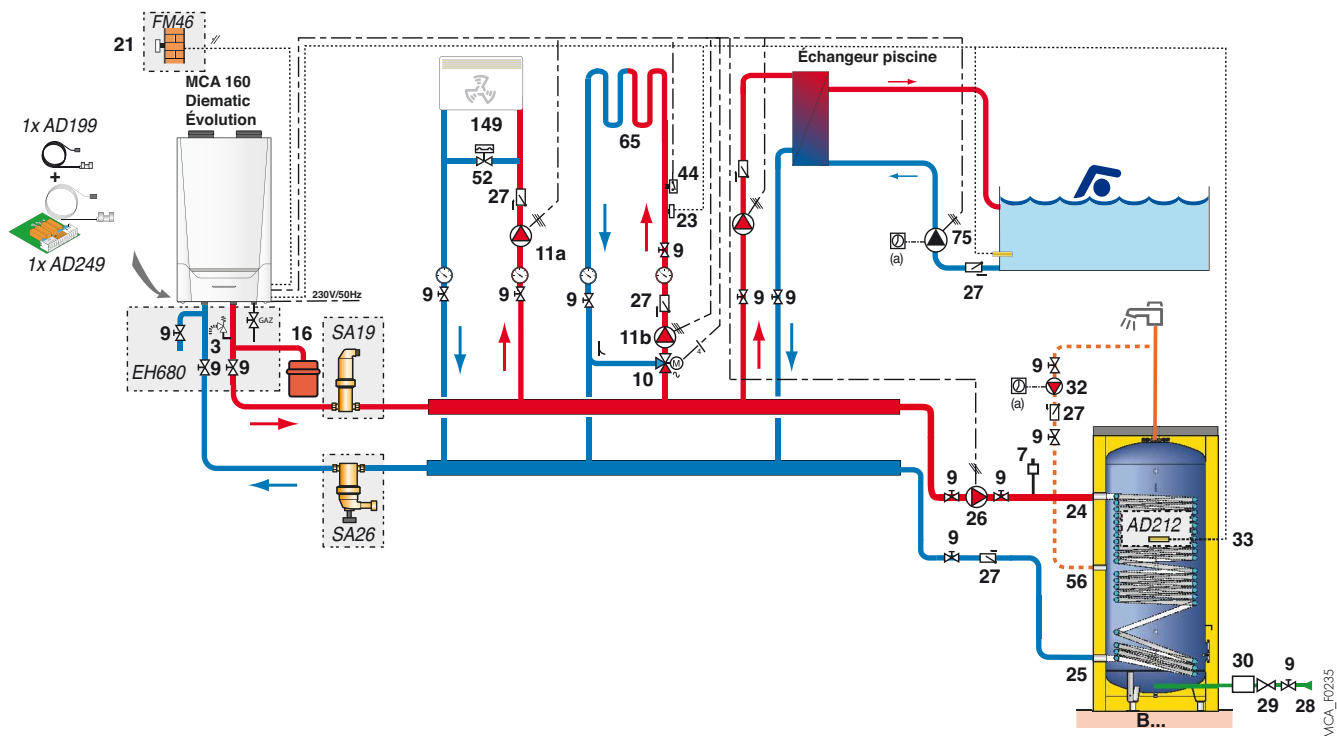 FM46
21
MCA 160
Diematic
Évolution
1x AD199
+
1x AD249
230V/50Hz
GAZ
9
3
9
9
EH680
16
SA19
SA26
149
52
27
11a
9
9
65
44
23
9
27
9
11b
10
M
Échangeur piscine
9
9
75
(a)
27
9
32
(a)
27
9
7
9
9
26
24
AD212
33
9
27
56
25
30
9
29
28
B...
MCA_F0235